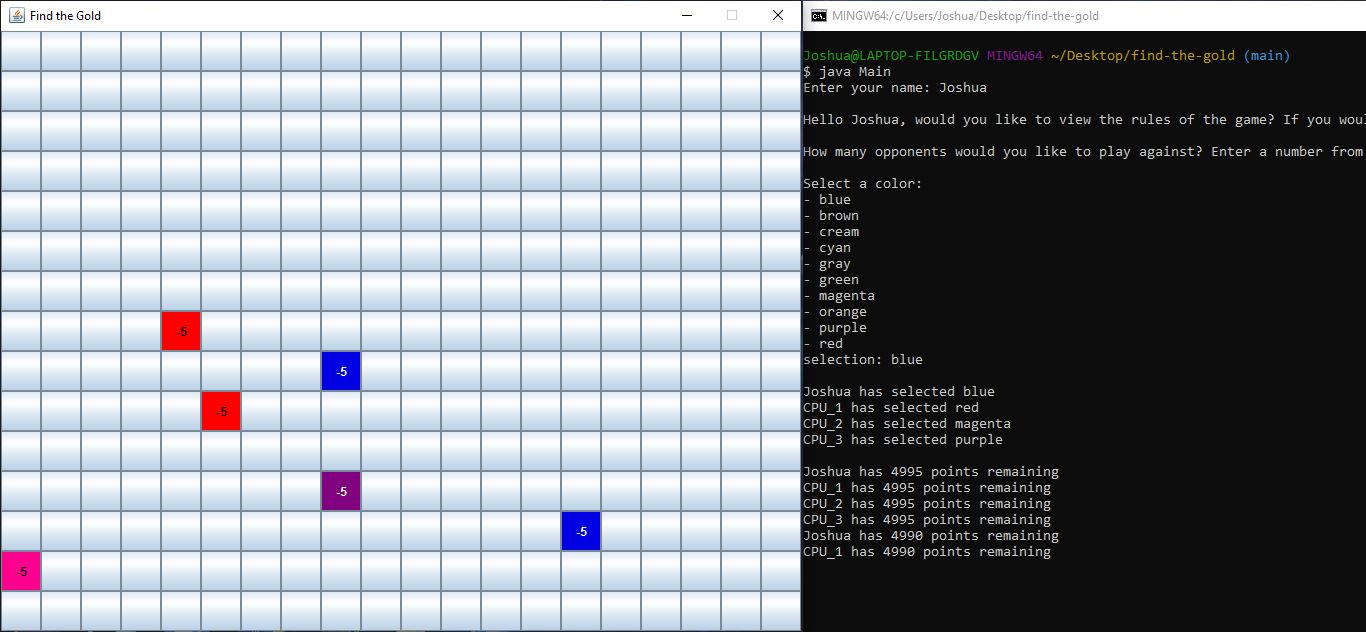 Find the Gold
-5
-5
-5
-5
-5
-5
MINGW64:/c/Users/Joshua/Desktop/find-the-gold
Joshua@LAPTOP-FILGRDGV MINGW64 ~/Desktop/find-the-gold (main)
$ java Main
Enter your name: Joshua
Hello Joshua, would you like to view the rules of the game? If you woul
How many opponents would you like to play against? Enter a number from
Select a color:
- blue
- brown
- cream
- cyan
- gray
- green
- magenta
- orange
- purple
- red
selection: blue
Joshua has selected blue
CPU_1 has selected red
CPU_2 has selected magenta
CPU_3 has selected purple
Joshua has 4995 points remaining
CPU_1 has 4995 points remaining
CPU_2 has 4995 points remaining
CPU_3 has 4995 points remaining
Joshua has 4990 points remaining
CPU_1 has 4990 points remaining